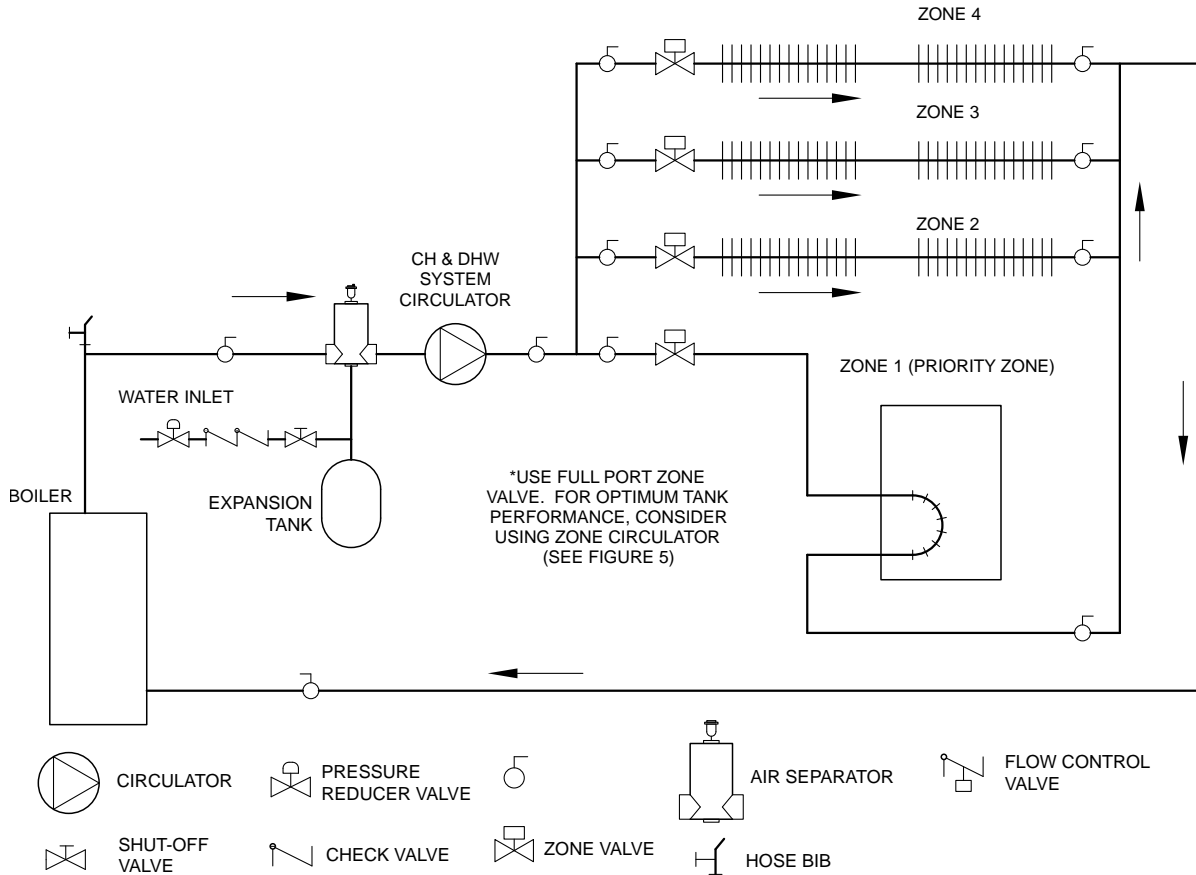 ZONE 4
ZONE 3
ZONE 2
CH & DHW
SYSTEM
CIRCULATOR
ZONE 1 (PRIORITY ZONE)
WATER INLET
BOILER
EXPANSION
TANK
*USE FULL PORT ZONE
VALVE. FOR OPTIMUM TANK
PERFORMANCE, CONSIDER
USING ZONE CIRCULATOR
(SEE FIGURE 5)
CIRCULATOR
PRESSURE
REDUCER VALVE
AIR SEPARATOR
FLOW CONTROL
VALVE
SHUT-OFF
VALVE
CHECK VALVE
ZONE VALVE
HOSE BIB